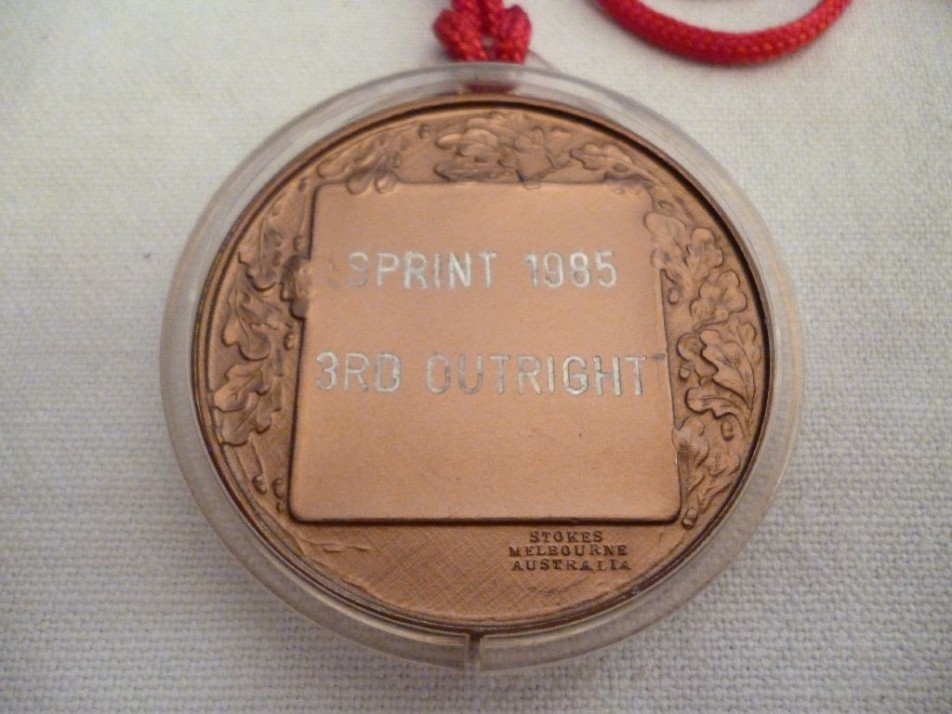 SPRINT 1985
3RD OUTRIGHT
STOKES
MELBOURNE
AUSTRALIA